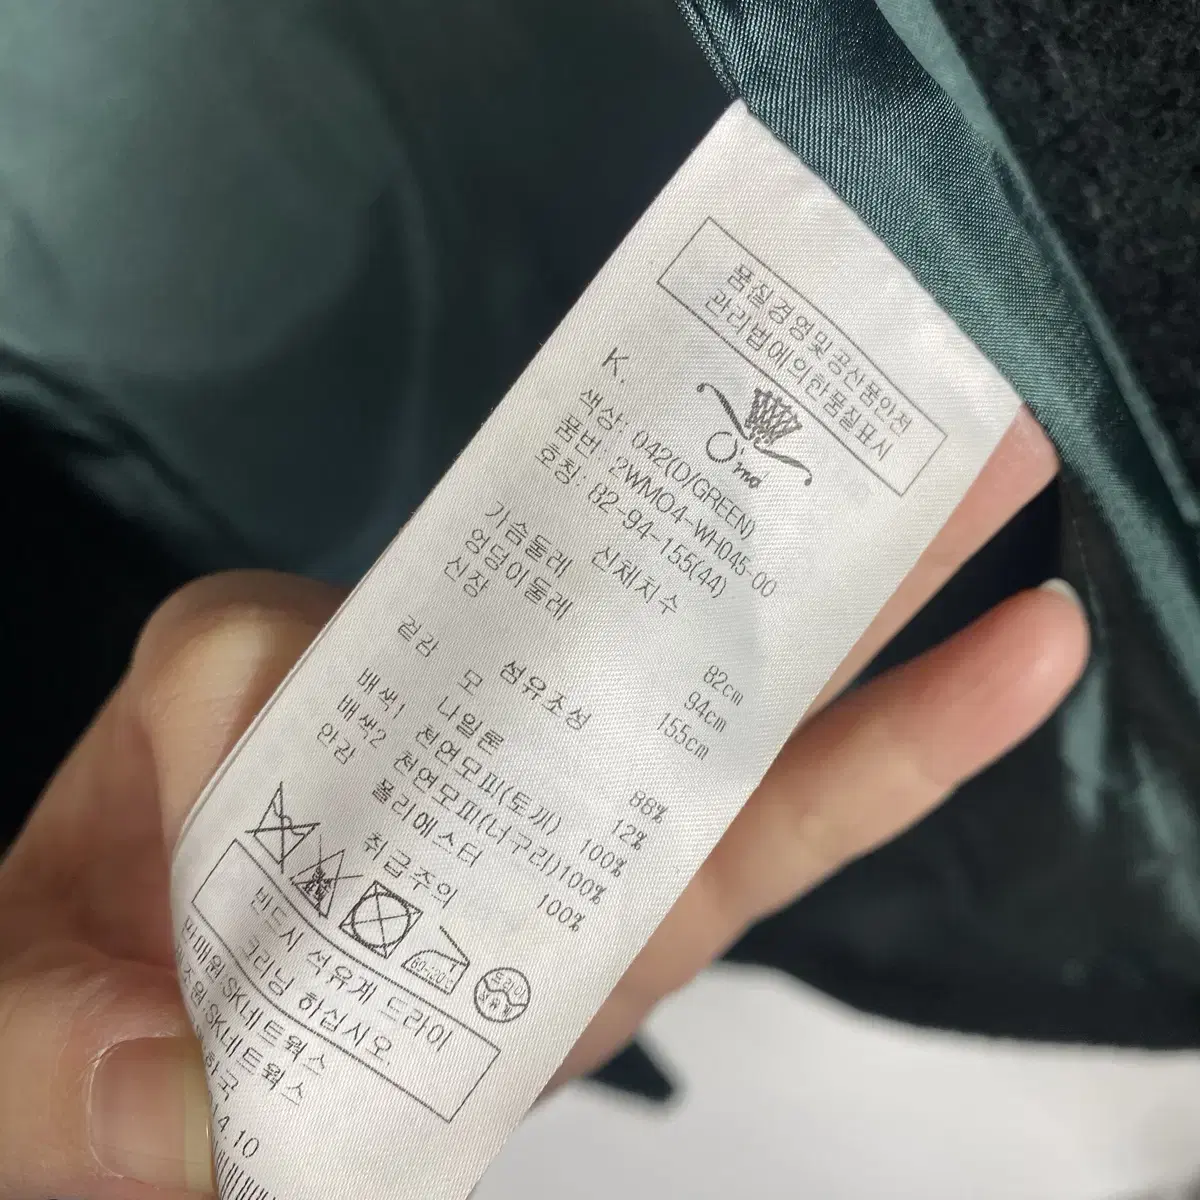 품질경영및공산품안전
관리법에의한품질표시
K.
O'md
색상: 042(D/GREEN)
품번: 2WMO4-WH045-00
호칭: 82-94-155(44)
신체치수
가슴둘레 82cm
엉덩이둘레 94cm
신장 155cm
섬유조성
겉감 모 88%
나일론 12%
배색1 천연모피(토끼) 100%
배색2 천연모피(너구리)100%
안감 폴리에스터 100%
취급주의
드라이
반드시 석유계 드라이
크리닝 하십시오.
판매원:SK네트웍스
조원:SK네트웍스
한국
14.10